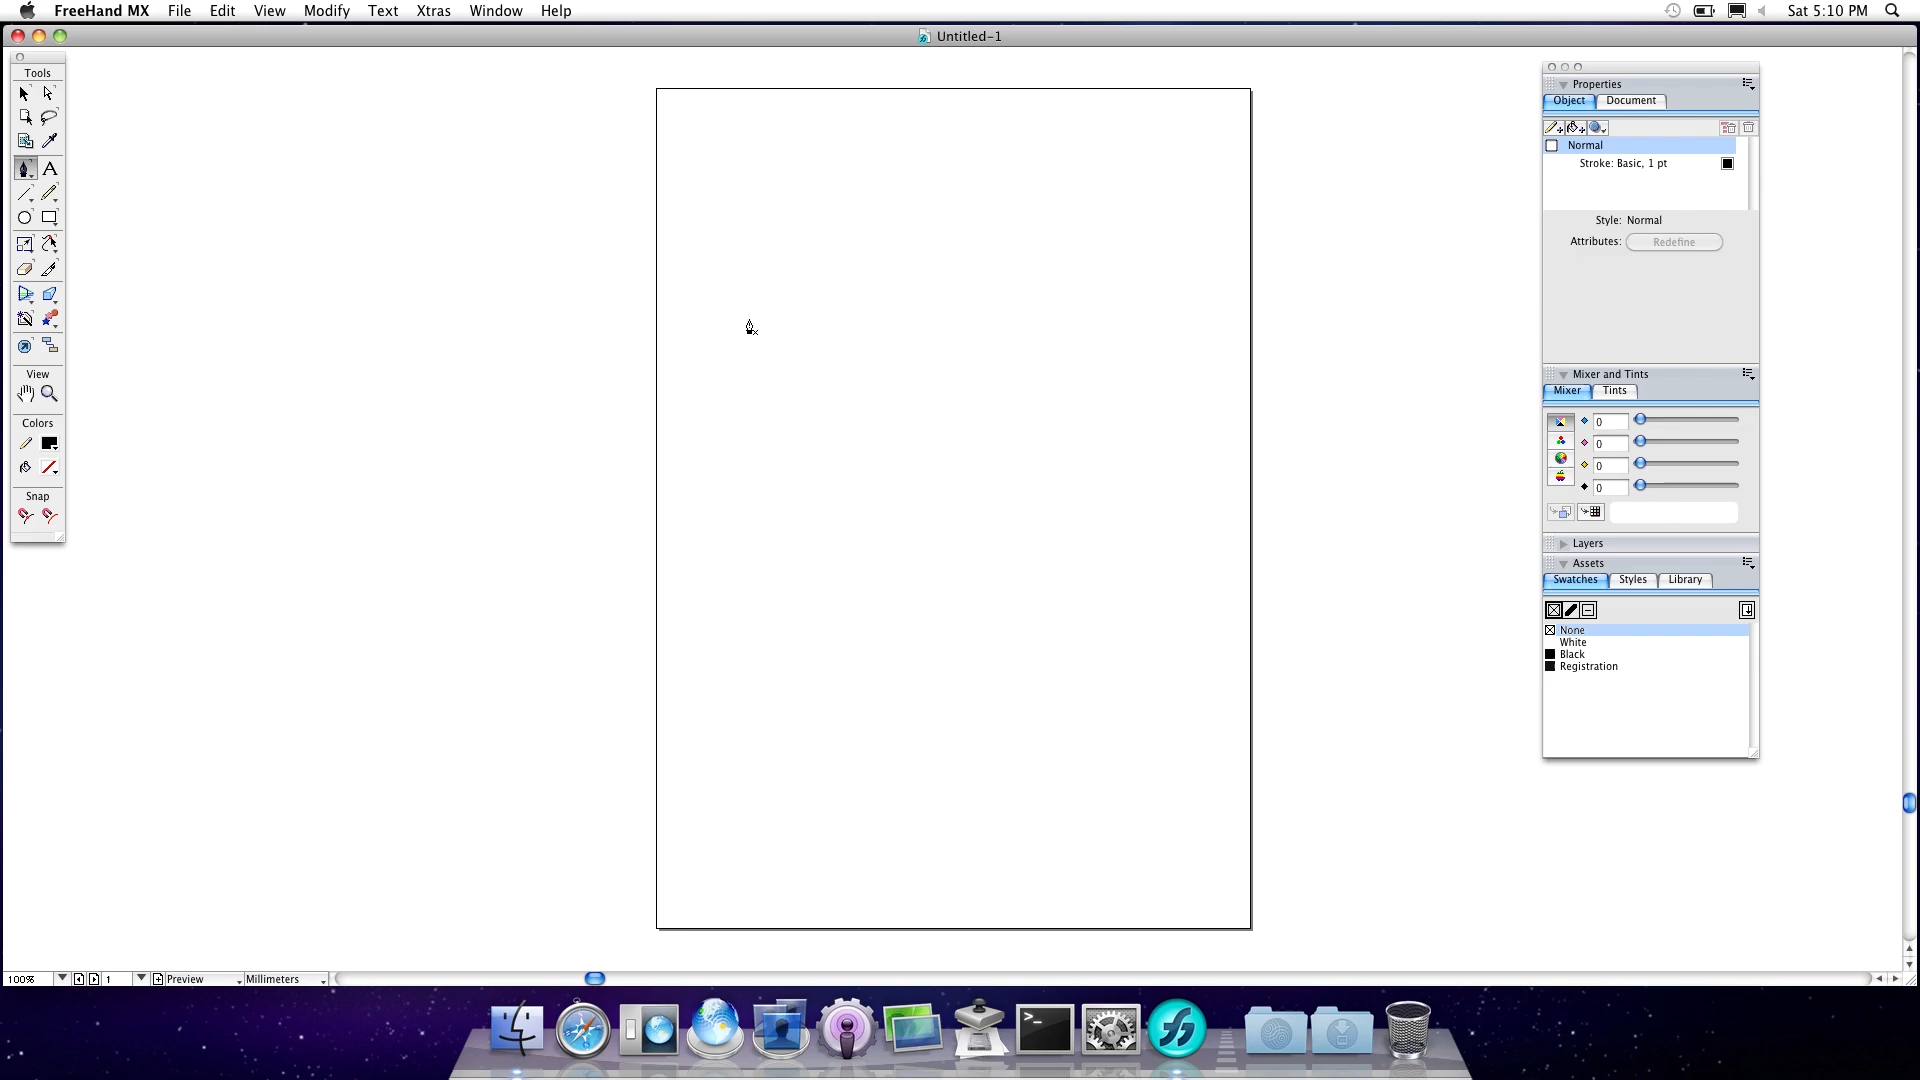 FreeHand MX File Edit View Modify Text Xtras Window Help Sat 5:10 PM
Untitled-1
Tools
A
View
Colors
Snap
Properties
Object Document
Normal
Stroke: Basic, 1 pt
Style: Normal
Attributes: Redefine
Mixer and Tints
Mixer Tints
0
0
0
0
Layers
Assets
Swatches Styles Library
None
White
Black
Registration
100% 1 Preview Millimeters
>_